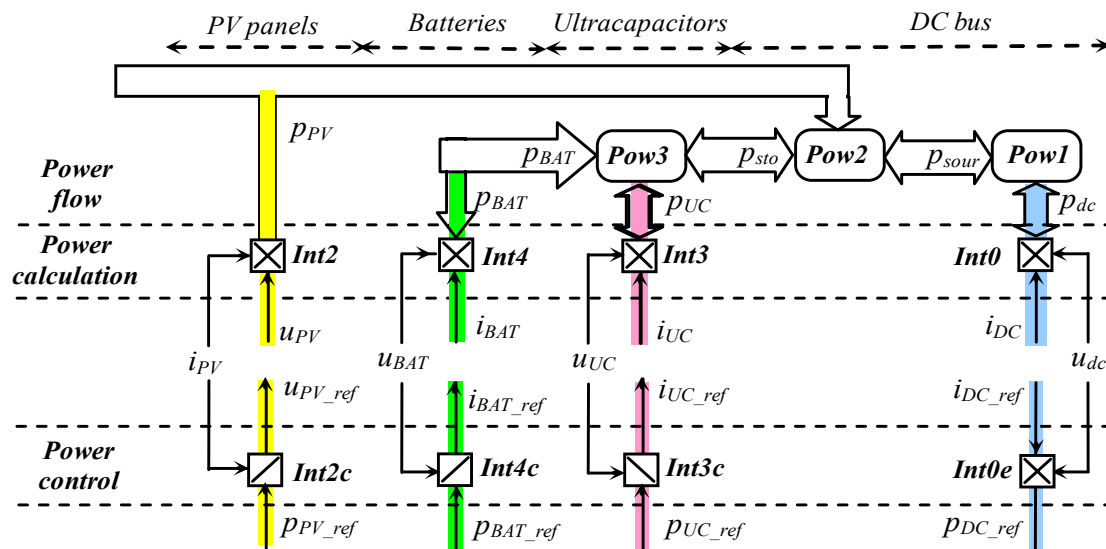 PV panels Batteries Ultracapacitors DC bus
p_PV
p_BAT Pow3 p_sto Pow2 p_sour Pow1
Power
flow
p_BAT p_UC p_dc
Power
calculation
Int2 Int4 Int3 Int0
u_PV i_BAT i_UC i_DC
i_PV u_BAT u_UC u_dc
u_PV_ref i_BAT_ref i_UC_ref i_DC_ref
Power
control
Int2c Int4c Int3c Int0e
p_PV_ref p_BAT_ref p_UC_ref p_DC_ref